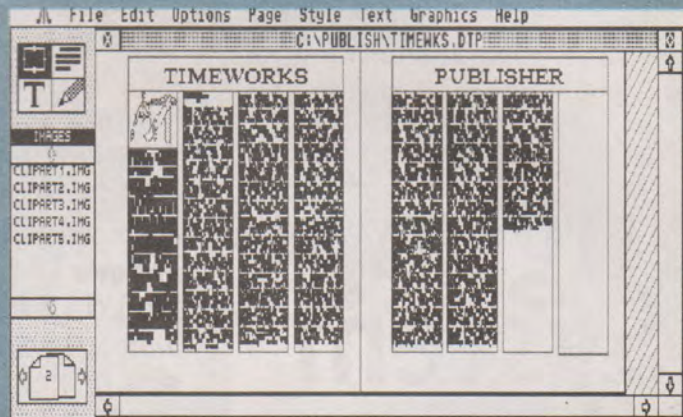 File Edit Options Page Style Text Graphics Help
C:\PUBLISH\TIMEWKS.DTP
TIMEWORKS PUBLISHER
T
IMAGES
CLIPART1.IMG
CLIPART2.IMG
CLIPART3.IMG
CLIPART4.IMG
CLIPART5.IMG
2